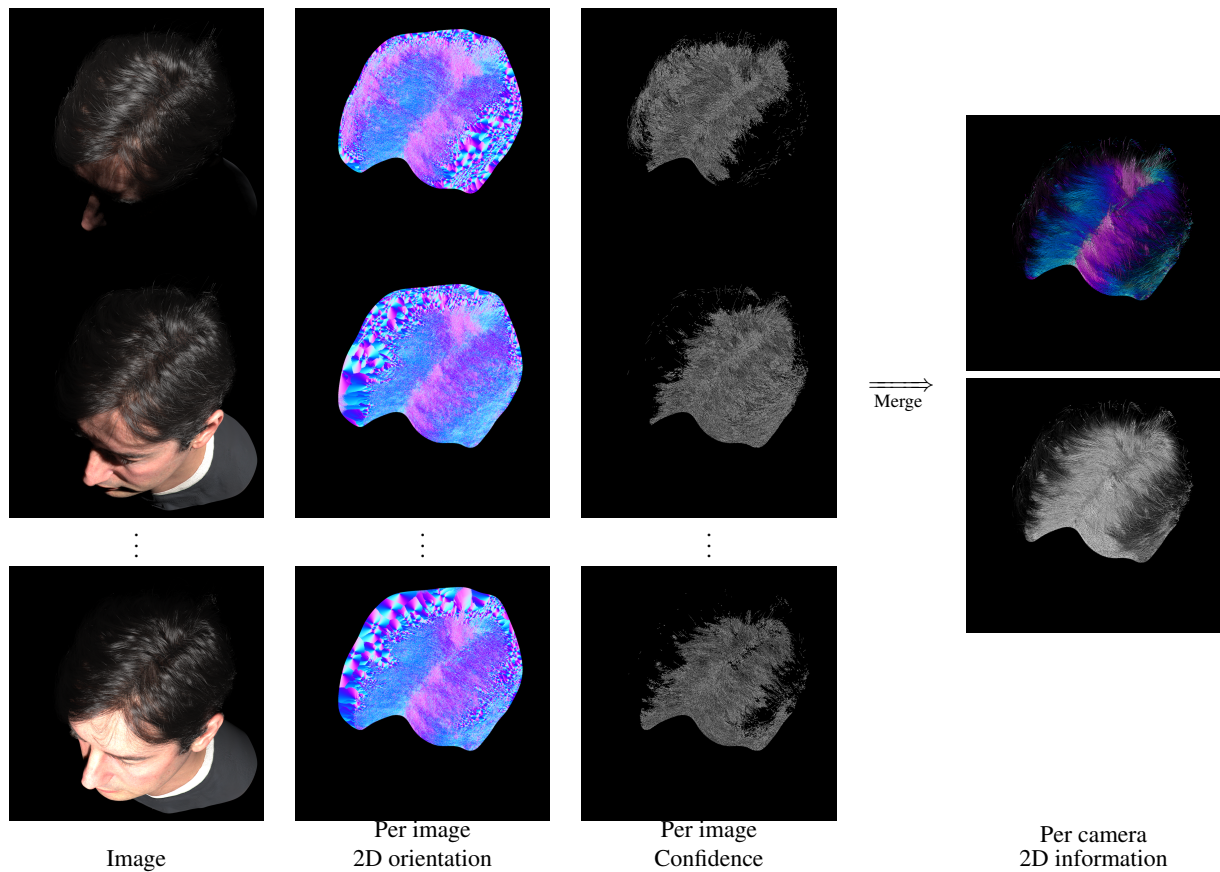 ⋮ ⋮ ⋮
⟹
Merge
Image
Per image
2D orientation
Per image
Confidence
Per camera
2D information